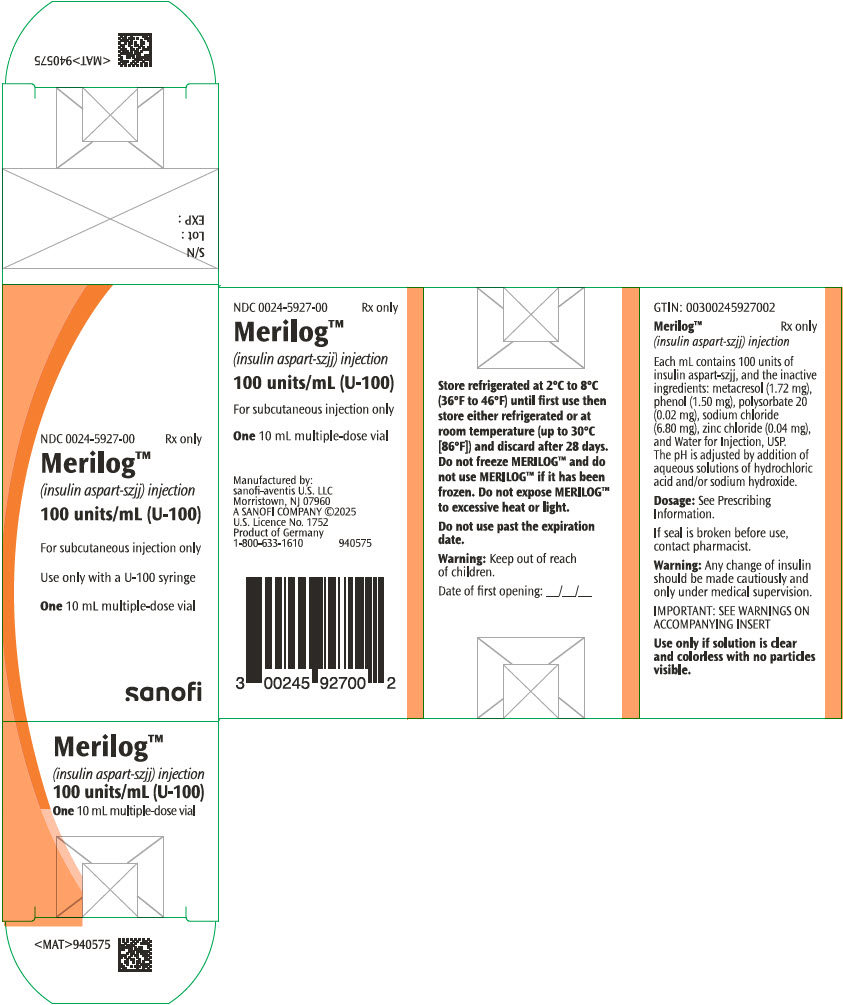 <MAT>940575
S/N
Lot :
EXP :
NDC 0024-5927-00 Rx only
Merilog™
(insulin aspart-szjj) injection
100 units/mL (U-100)
For subcutaneous injection only
Use only with a U-100 syringe
One 10 mL multiple-dose vial
sanofi
Merilog™
(insulin aspart-szjj) injection
100 units/mL (U-100)
One 10 mL multiple-dose vial
<MAT>940575
NDC 0024-5927-00 Rx only
Merilog™
(insulin aspart-szjj) injection
100 units/mL (U-100)
For subcutaneous injection only
One 10 mL multiple-dose vial
Manufactured by:
sanofi-aventis U.S. LLC
Morristown, NJ 07960
A SANOFI COMPANY ©2025
U.S. Licence No. 1752
Product of Germany
1-800-633-1610 940575
3 00245 92700 2
Store refrigerated at 2°C to 8°C
(36°F to 46°F) until first use then
store either refrigerated or at
room temperature (up to 30°C
[86°F]) and discard after 28 days.
Do not freeze MERILOG™ and do
not use MERILOG™ if it has been
frozen. Do not expose MERILOG™
to excessive heat or light.
Do not use past the expiration
date.
Warning: Keep out of reach
of children.
Date of first opening: __/__/__
GTIN: 00300245927002
Merilog™ Rx only
(insulin aspart-szjj) injection
Each mL contains 100 units of
insulin aspart-szjj, and the inactive
ingredients: metacresol (1.72 mg),
phenol (1.50 mg), polysorbate 20
(0.02 mg), sodium chloride
(6.80 mg), zinc chloride (0.04 mg),
and Water for Injection, USP.
The pH is adjusted by addition of
aqueous solutions of hydrochloric
acid and/or sodium hydroxide.
Dosage: See Prescribing
Information.
If seal is broken before use,
contact pharmacist.
Warning: Any change of insulin
should be made cautiously and
only under medical supervision.
IMPORTANT: SEE WARNINGS ON
ACCOMPANYING INSERT
Use only if solution is clear
and colorless with no particles
visible.